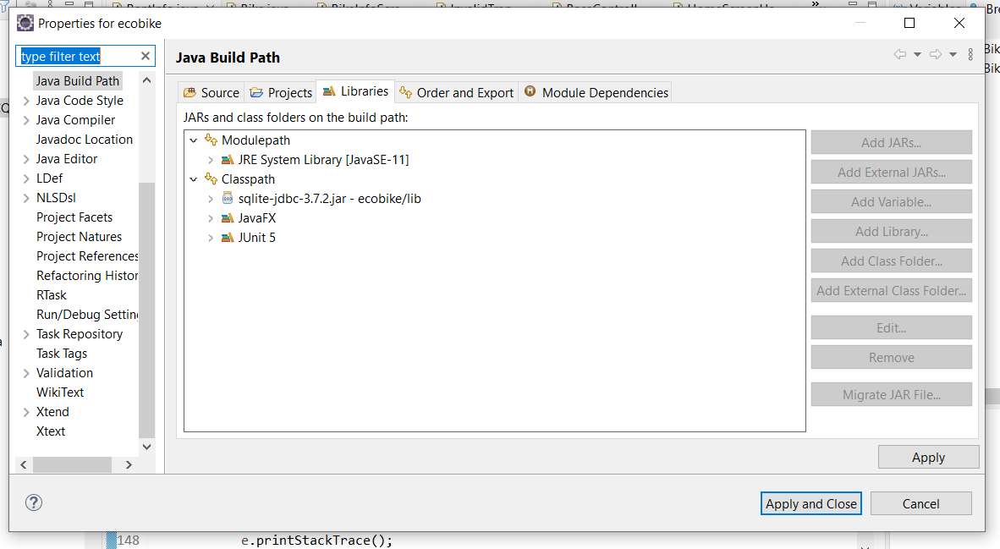 Properties for ecobike
type filter text
Java Build Path
Java Code Style
Java Compiler
Javadoc Location
Java Editor
LDef
NLSDsl
Project Facets
Project Natures
Project References
Refactoring Histor
RTask
Run/Debug Setting
Task Repository
Task Tags
Validation
WikiText
Xtend
Xtext
Java Build Path
Source
Projects
Libraries
Order and Export
Module Dependencies
JARs and class folders on the build path:
Modulepath
JRE System Library [JavaSE-11]
Classpath
sqlite-jdbc-3.7.2.jar - ecobike/lib
JavaFX
JUnit 5
Add JARs...
Add External JARs...
Add Variable...
Add Library...
Add Class Folder...
Add External Class Folder...
Edit...
Remove
Migrate JAR File...
Apply
Apply and Close
Cancel
Bik
Bik
148 e.printStackTrace();